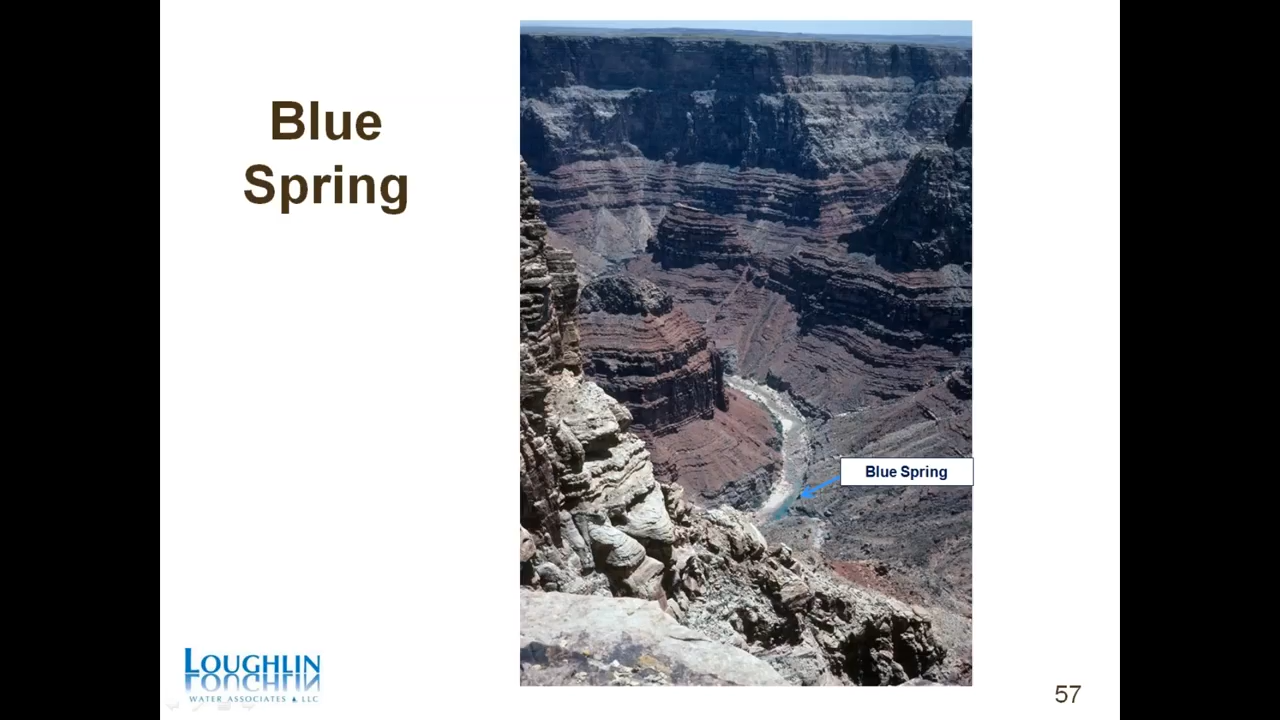 Blue
Spring
Blue Spring
LOUGHLIN
WATER ASSOCIATES LLC
57